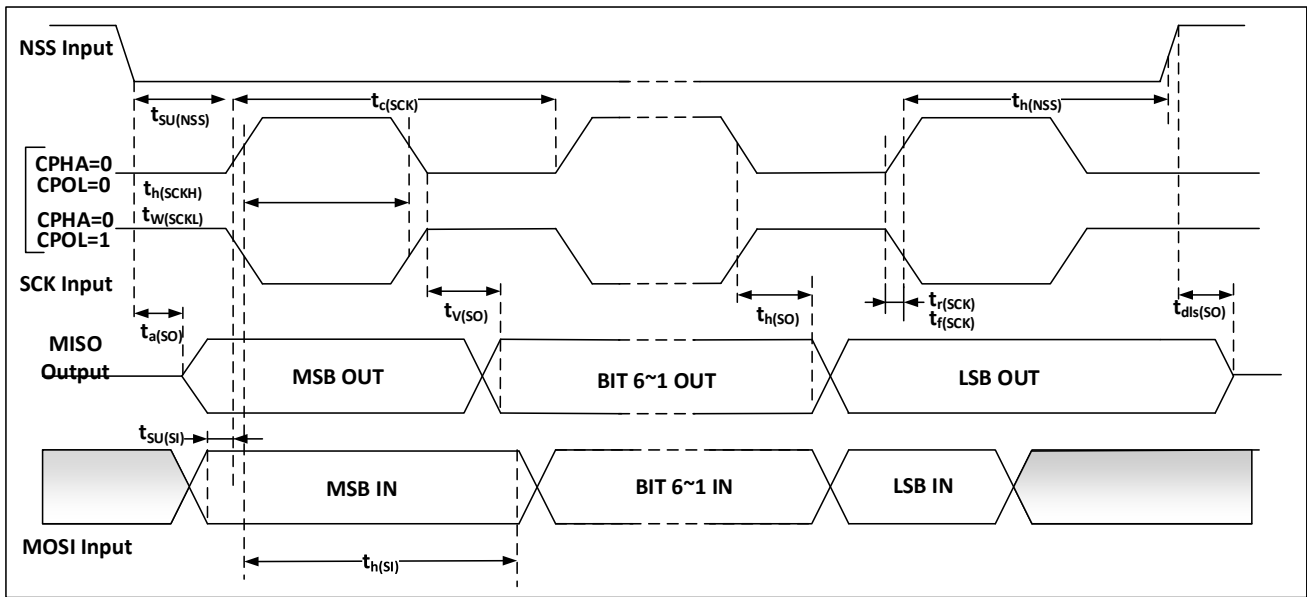 NSS Input
tSU(NSS)
tc(SCK)
th(NSS)
CPHA=0
CPOL=0
th(SCKH)
CPHA=0
CPOL=1
tW(SCKL)
SCK Input
ta(SO)
tV(SO)
th(SO)
tr(SCK)
tf(SCK)
tdls(SO)
MISO
Output
MSB OUT
BIT 6~1 OUT
LSB OUT
tSU(SI)
MSB IN
BIT 6~1 IN
LSB IN
MOSI Input
th(SI)